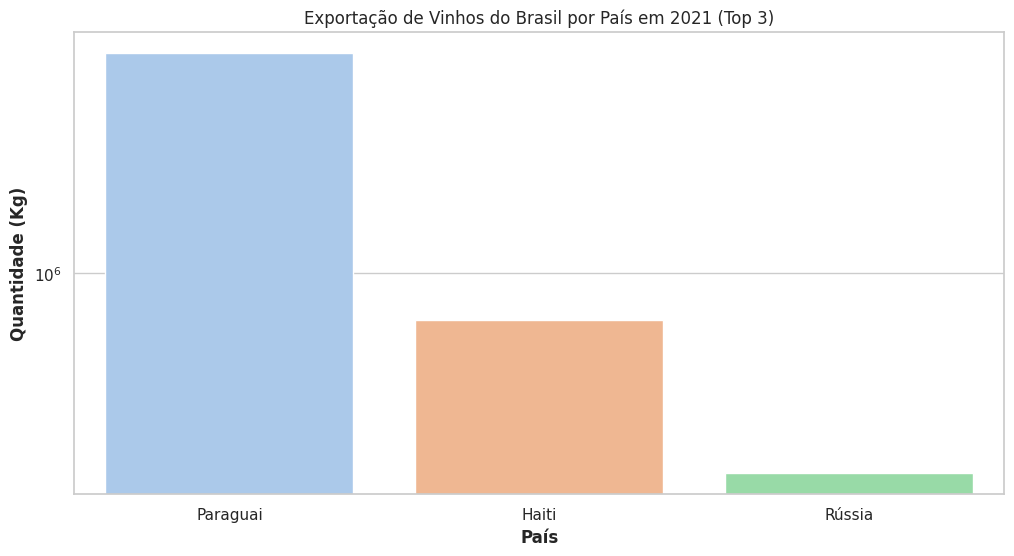 Exportação de Vinhos do Brasil por País em 2021 (Top 3)
Quantidade (Kg)
10⁶
Paraguai
Haiti
Rússia
País